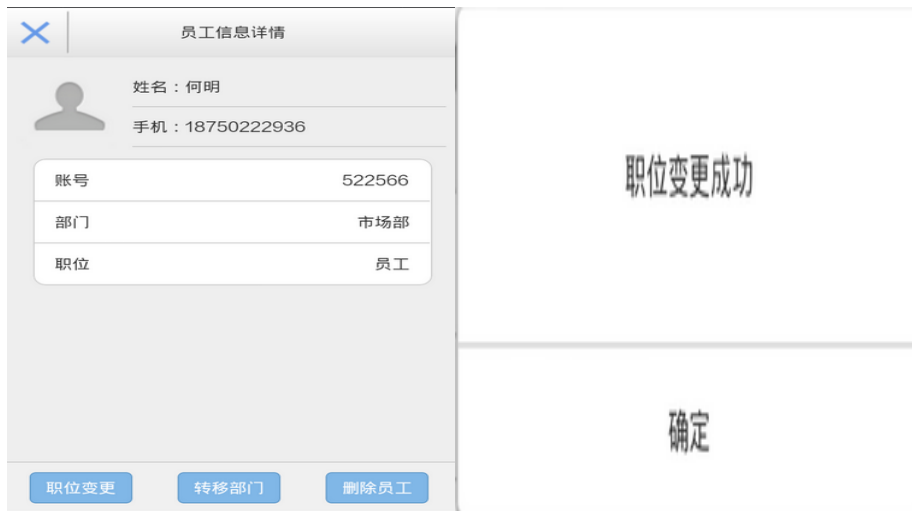 员工信息详情
姓名：何明
手机：18750222936
账号 522566
部门 市场部
职位 员工
职位变更 转移部门 删除员工
职位变更成功
确定